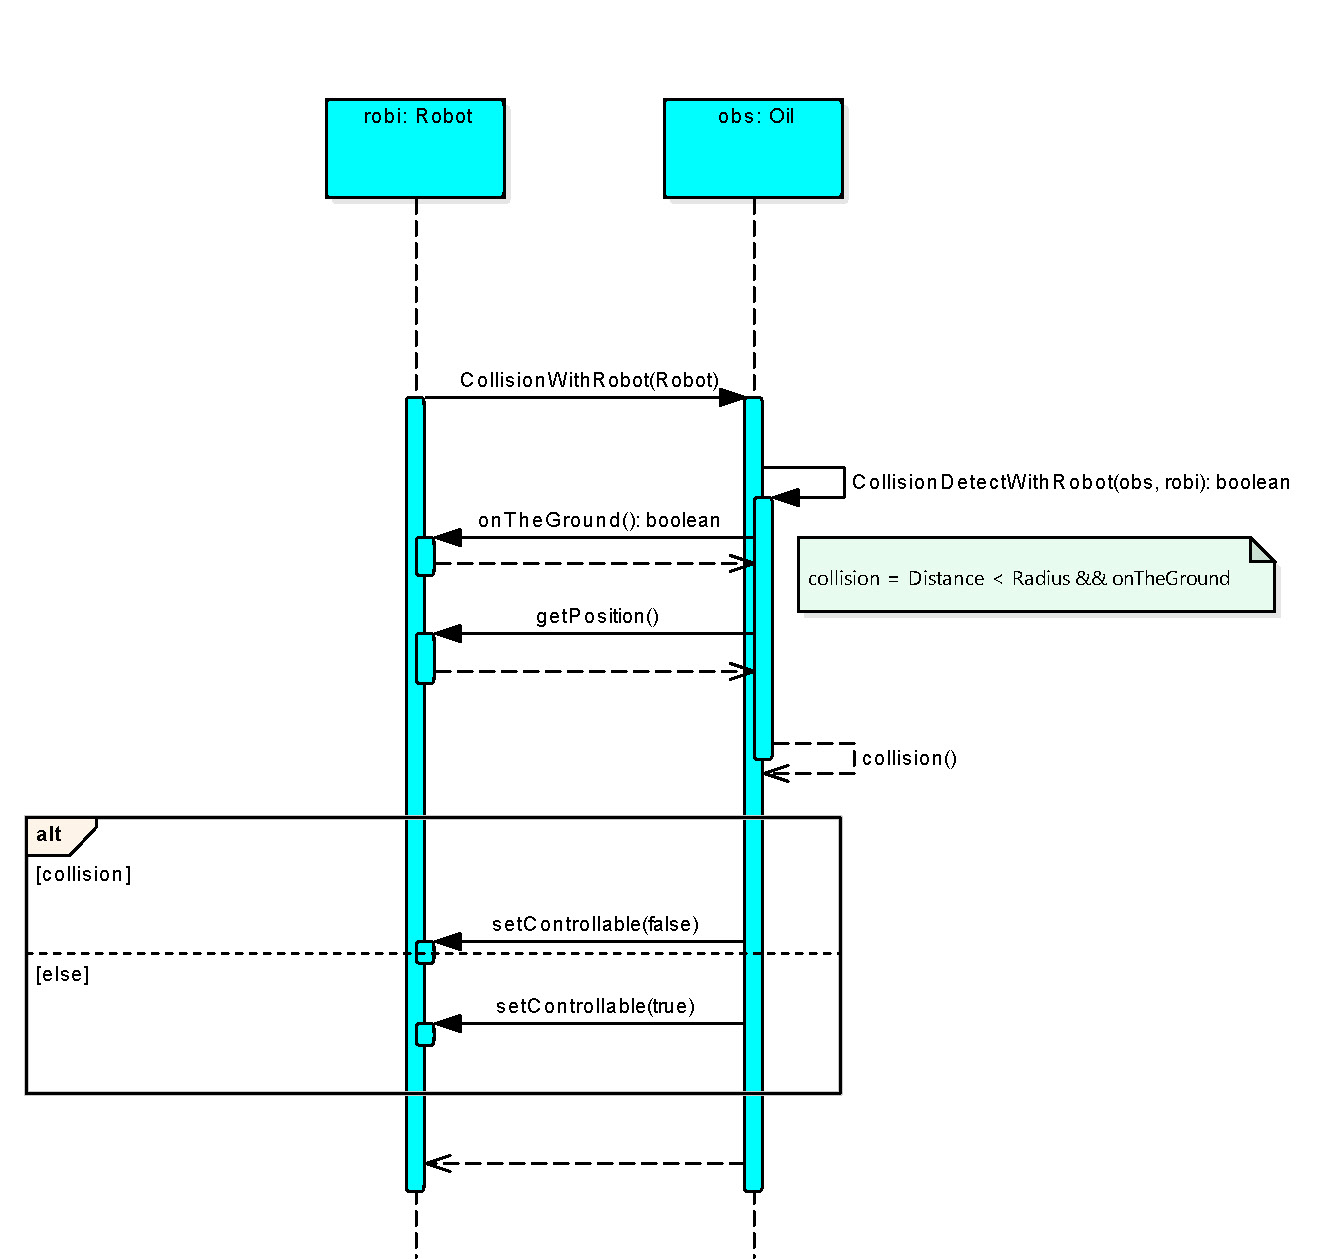 robi: Robot
obs: Oil
CollisionWithRobot(Robot)
CollisionDetectWithRobot(obs, robi): boolean
onTheGround(): boolean
collision = Distance < Radius && onTheGround
getPosition()
collision()
alt
[collision]
setControllable(false)
[else]
setControllable(true)